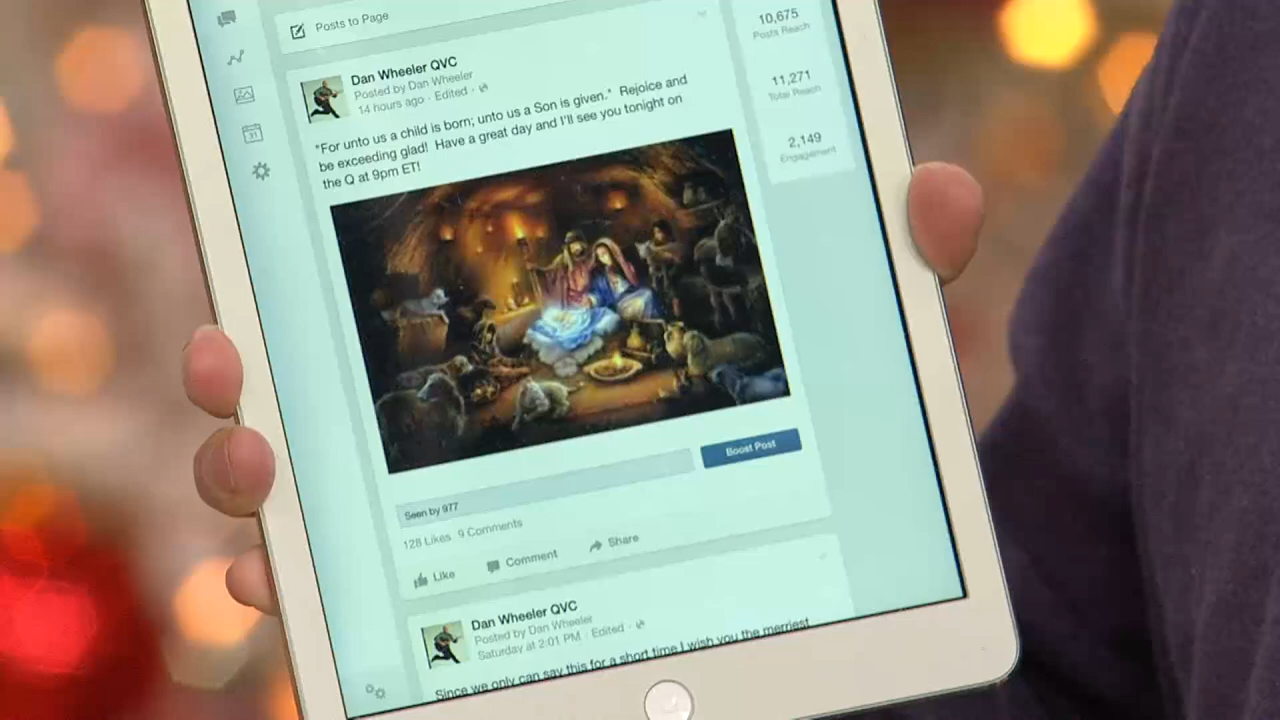 Posts to Page
Dan Wheeler QVC
Posted by Dan Wheeler
14 hours ago · Edited ·
"For unto us a child is born; unto us a Son is given." Rejoice and
be exceeding glad! Have a great day and I'll see you tonight on
the Q at 9pm ET!
Boost Post
Seen by 977
128 Likes 9 Comments
Like Comment Share
Dan Wheeler QVC
Posted by Dan Wheeler
Saturday at 2:01 PM · Edited ·
Since we only can say this for a short time I wish you the merriest
10,675
Posts Reach
11,271
Total Reach
2,149
Engagement
31